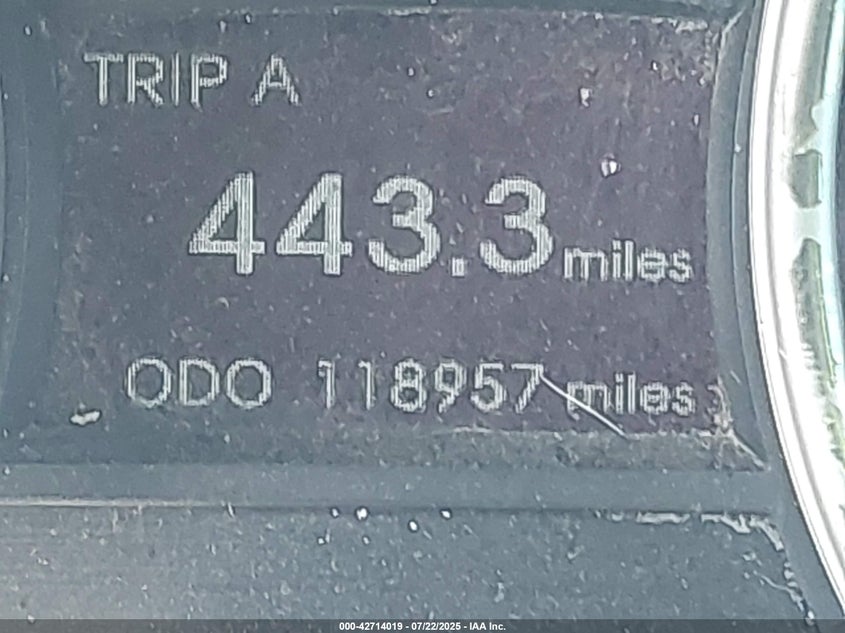 TRIP A
443.3 miles
ODO 118957 miles
000-42714019 - 07/22/2025 - IAA Inc.